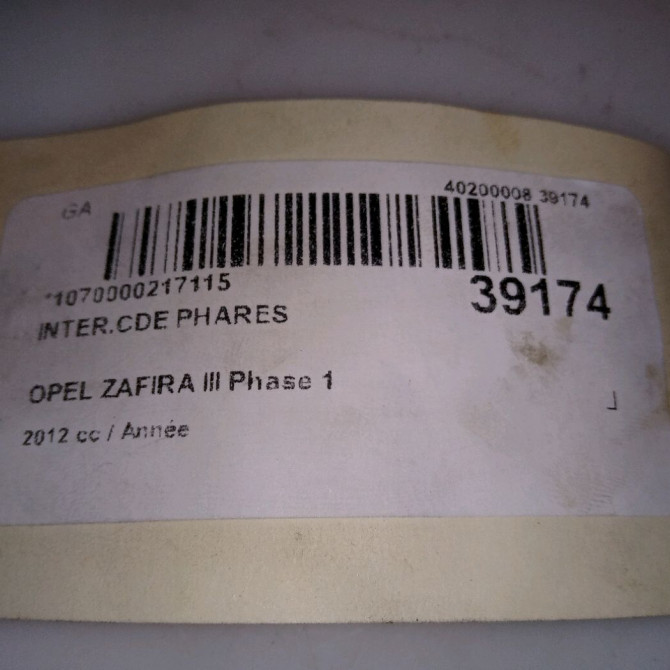 GA
40200008 39174
*1070000217115
39174
INTER.CDE PHARES
OPEL ZAFIRA III Phase 1
2012 cc / Année